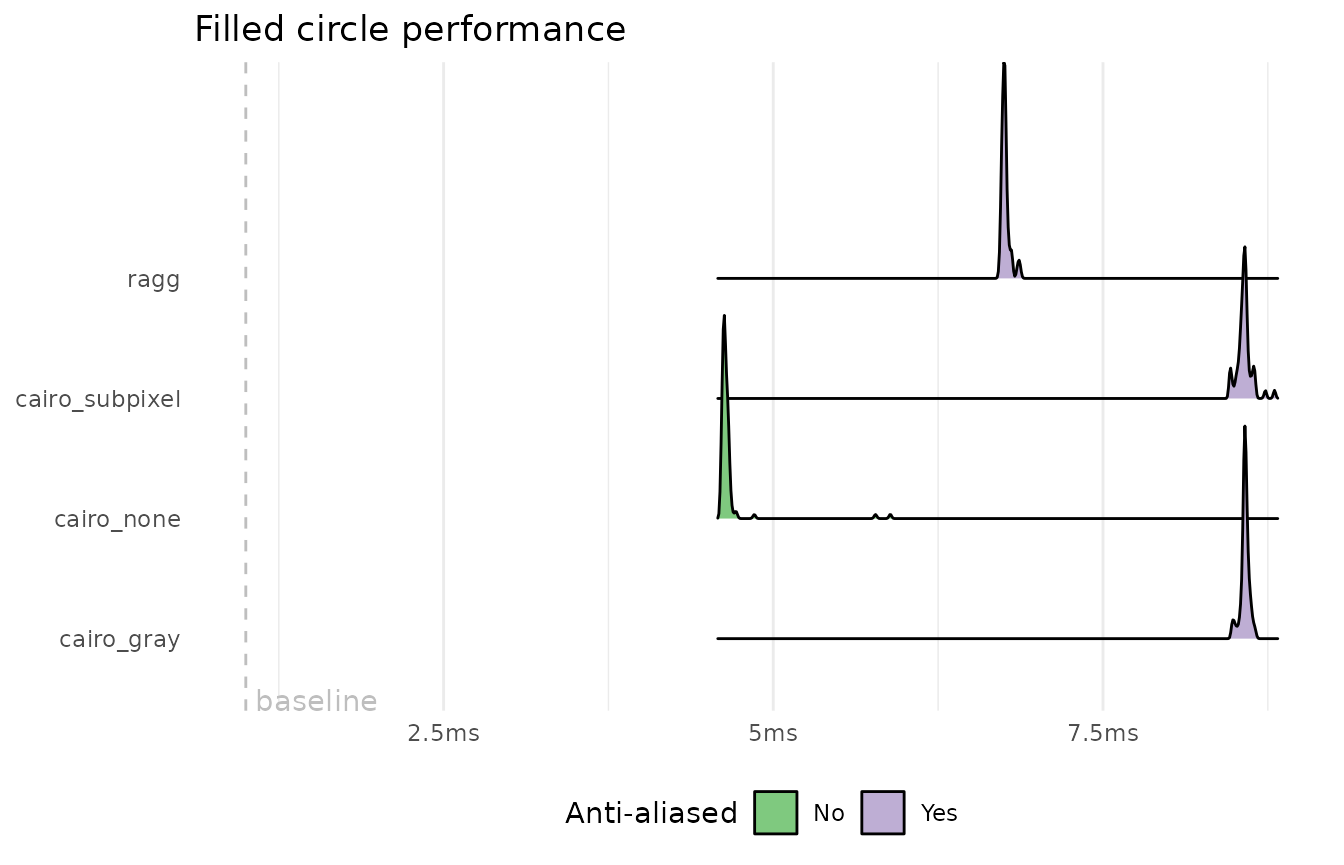 Filled circle performance
ragg
cairo_subpixel
cairo_none
cairo_gray
baseline
2.5ms 5ms 7.5ms
Anti-aliased No Yes